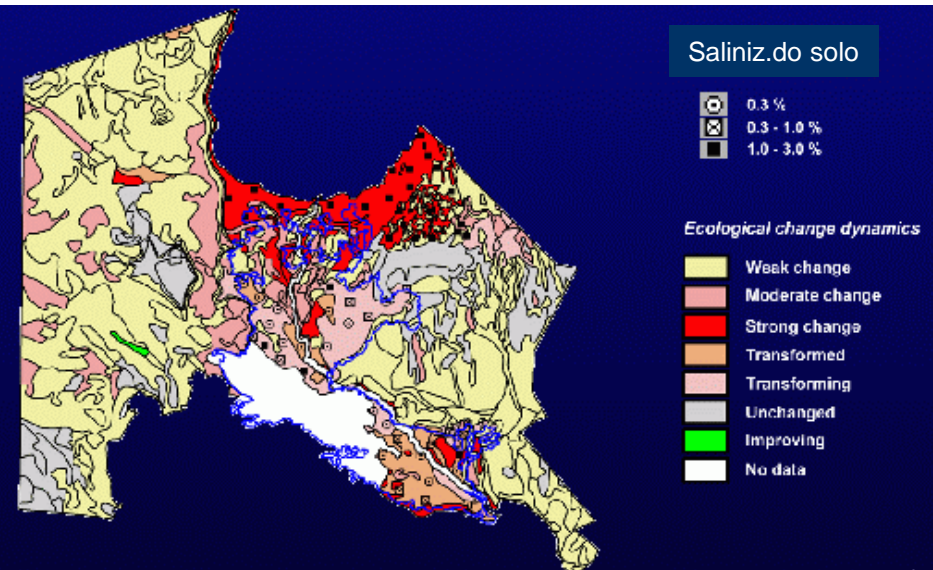 Saliniz.do solo
0.3 %
0.3 - 1.0 %
1.0 - 3.0 %
Ecological change dynamics
Weak change
Moderate change
Strong change
Transformed
Transforming
Unchanged
Improving
No data